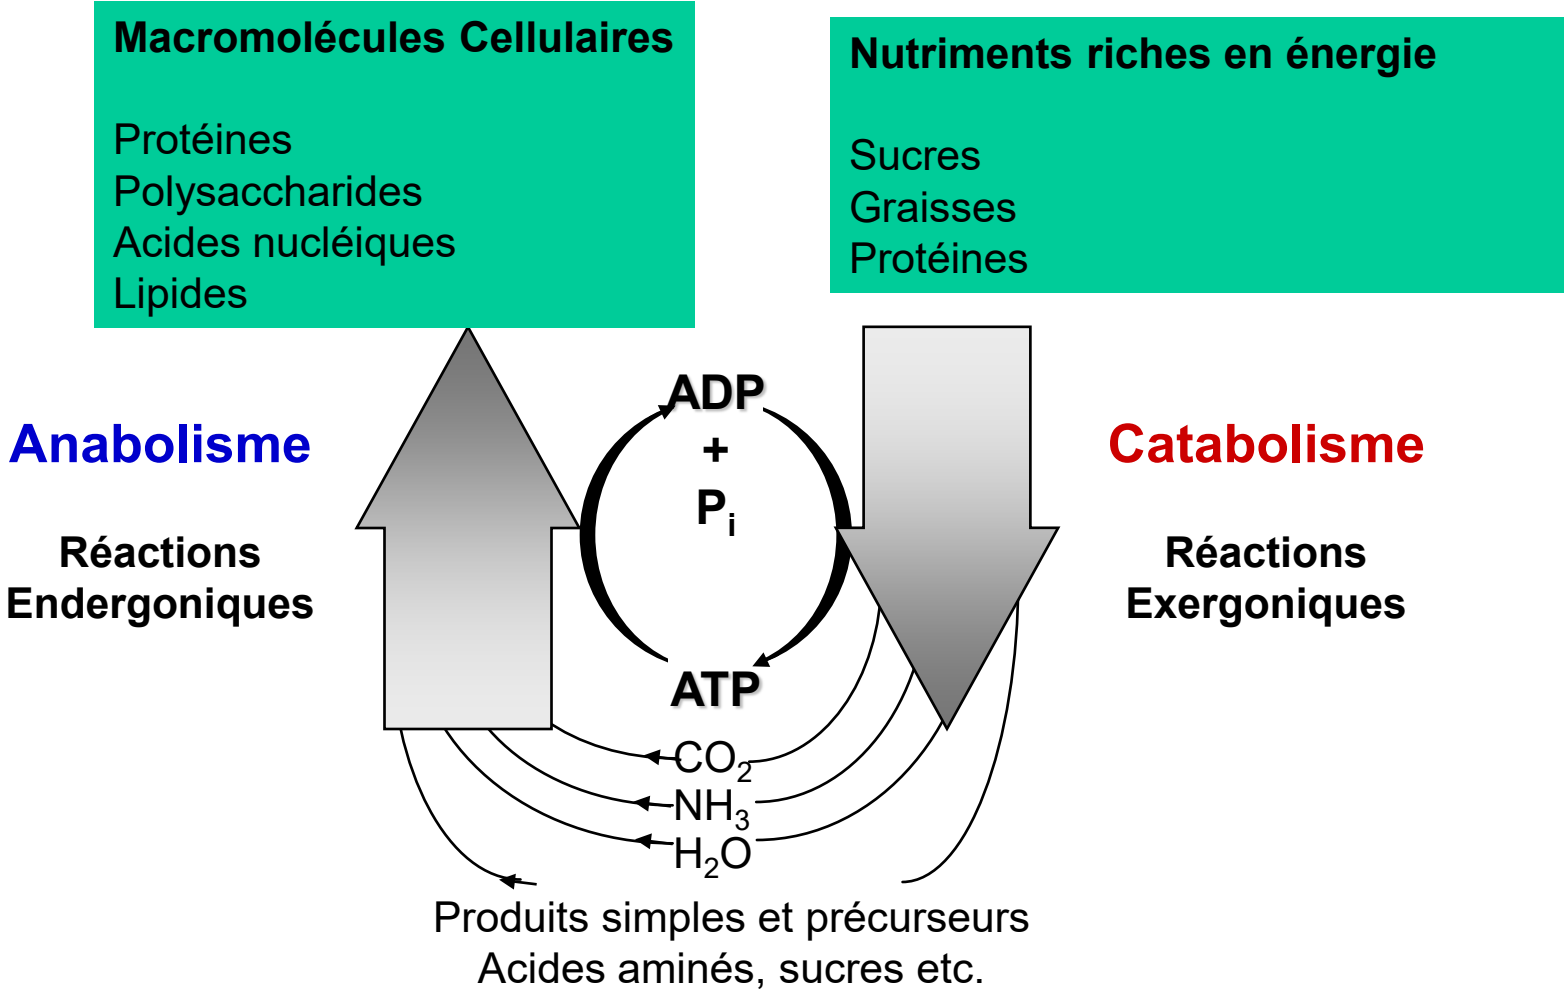 Macromolécules Cellulaires
Protéines
Polysaccharides
Acides nucléiques
Lipides
Nutriments riches en énergie
Sucres
Graisses
Protéines
Anabolisme
Réactions
Endergoniques
ADP
+
Pi
ATP
Catabolisme
Réactions
Exergoniques
CO2
NH3
H2O
Produits simples et précurseurs
Acides aminés, sucres etc.